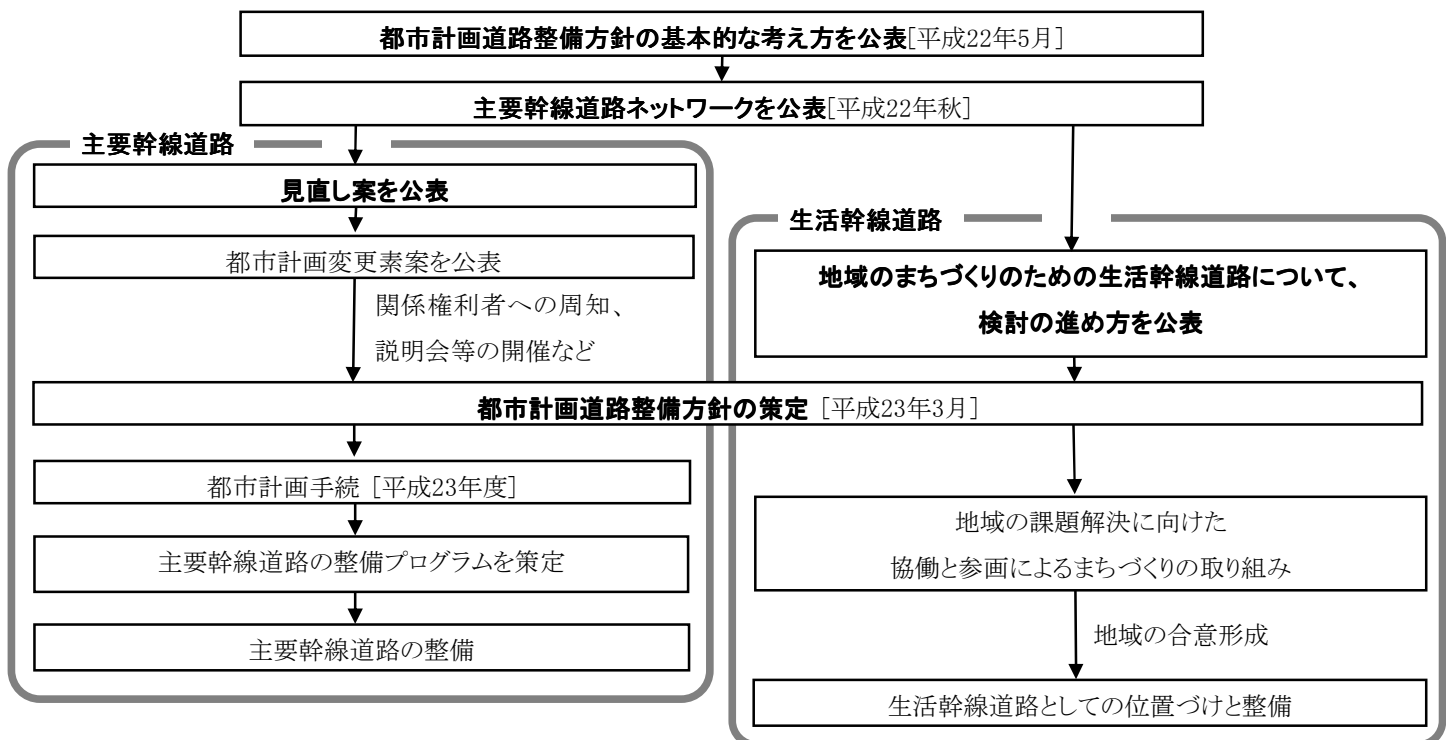 都市計画道路整備方針の基本的な考え方を公表[平成22年5月]
主要幹線道路ネットワークを公表[平成22年秋]
主要幹線道路
見直し案を公表
都市計画変更素案を公表
関係権利者への周知、
説明会等の開催など
生活幹線道路
地域のまちづくりのための生活幹線道路について、
検討の進め方を公表
都市計画道路整備方針の策定 [平成23年3月]
都市計画手続 [平成23年度]
主要幹線道路の整備プログラムを策定
主要幹線道路の整備
地域の課題解決に向けた
協働と参画によるまちづくりの取り組み
地域の合意形成
生活幹線道路としての位置づけと整備